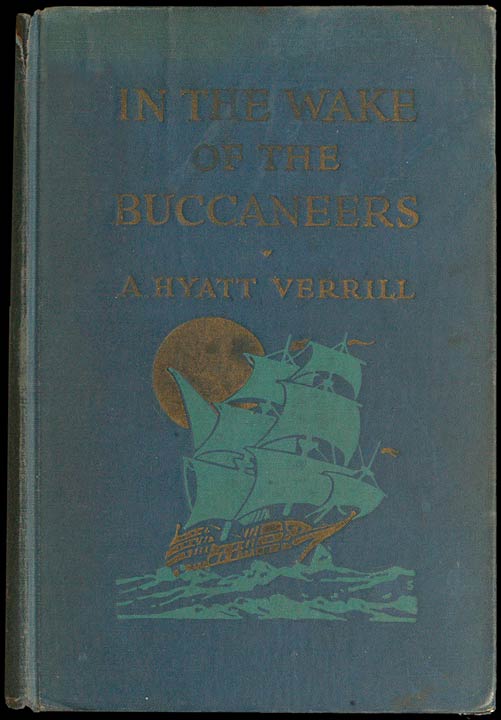 IN THE WAKE
OF THE
BUCCANEERS
A. HYATT VERRILL
S